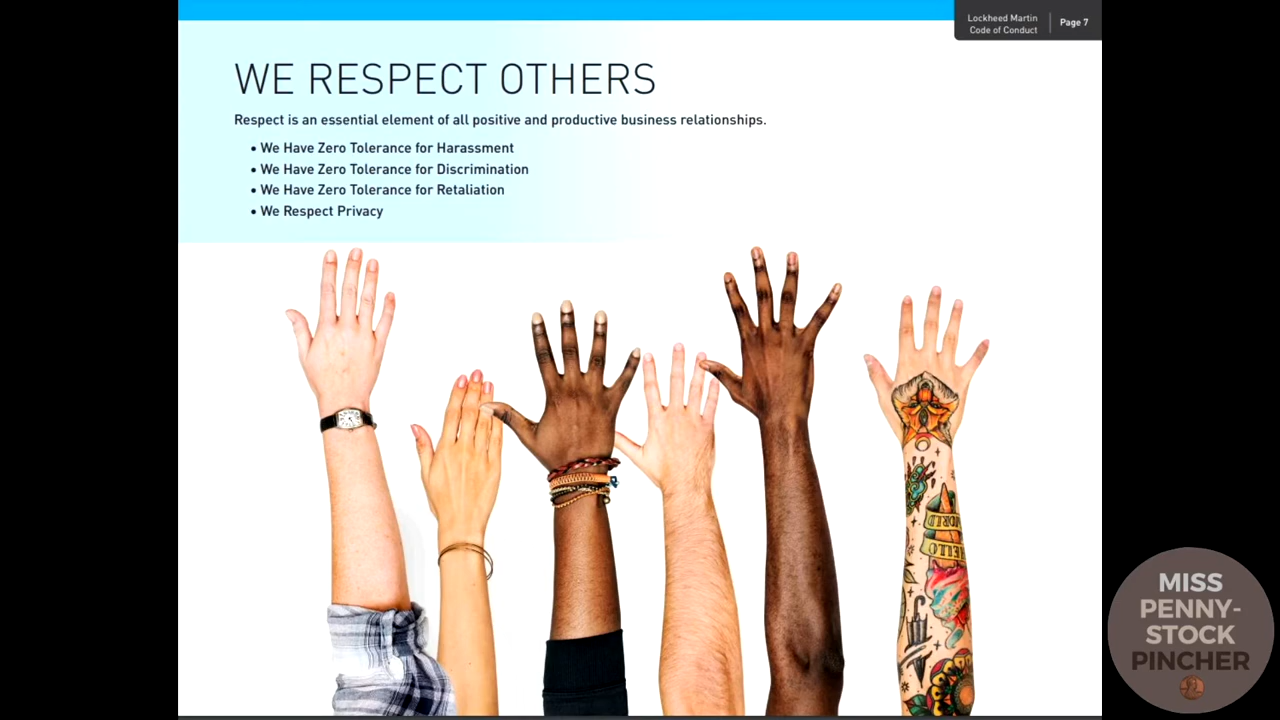 Lockheed Martin
Code of Conduct
Page 7
WE RESPECT OTHERS
Respect is an essential element of all positive and productive business relationships.
• We Have Zero Tolerance for Harassment
• We Have Zero Tolerance for Discrimination
• We Have Zero Tolerance for Retaliation
• We Respect Privacy
WORLD
HELLO
MISS
PENNY-
STOCK
PINCHER